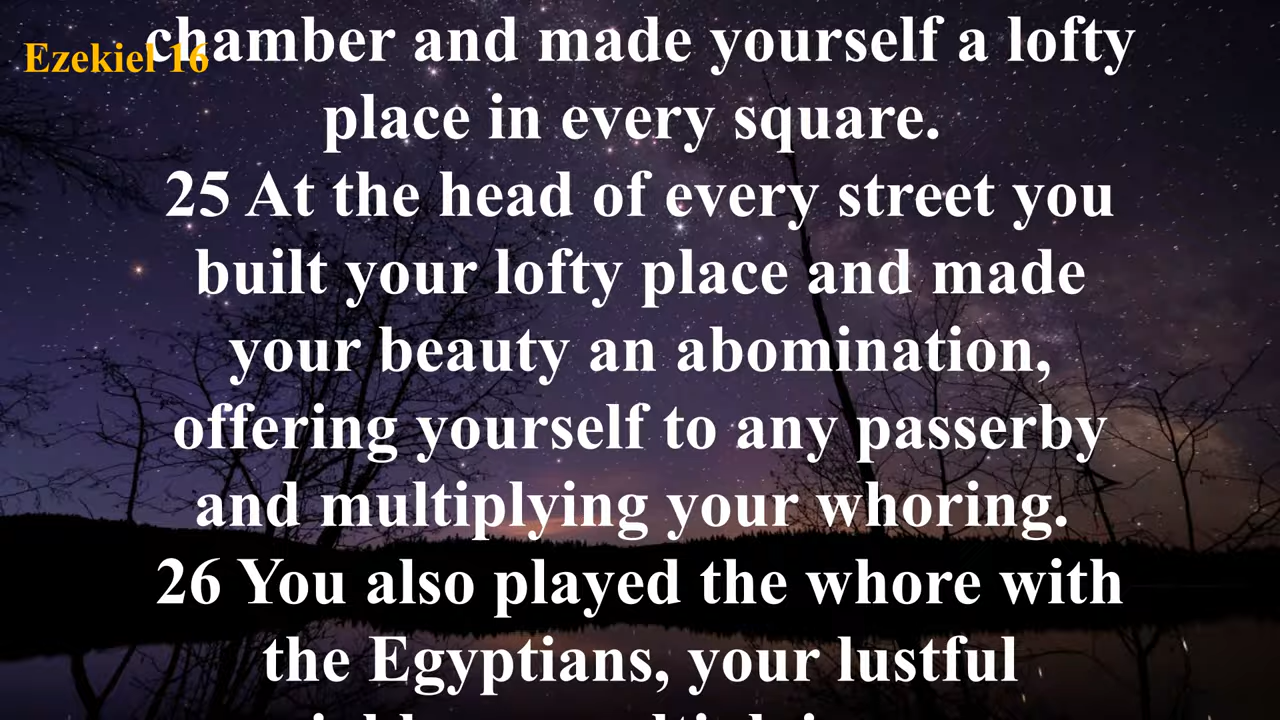 Ezekiel 16
chamber and made yourself a lofty
place in every square.
25 At the head of every street you
built your lofty place and made
your beauty an abomination,
offering yourself to any passerby
and multiplying your whoring.
26 You also played the whore with
the Egyptians, your lustful